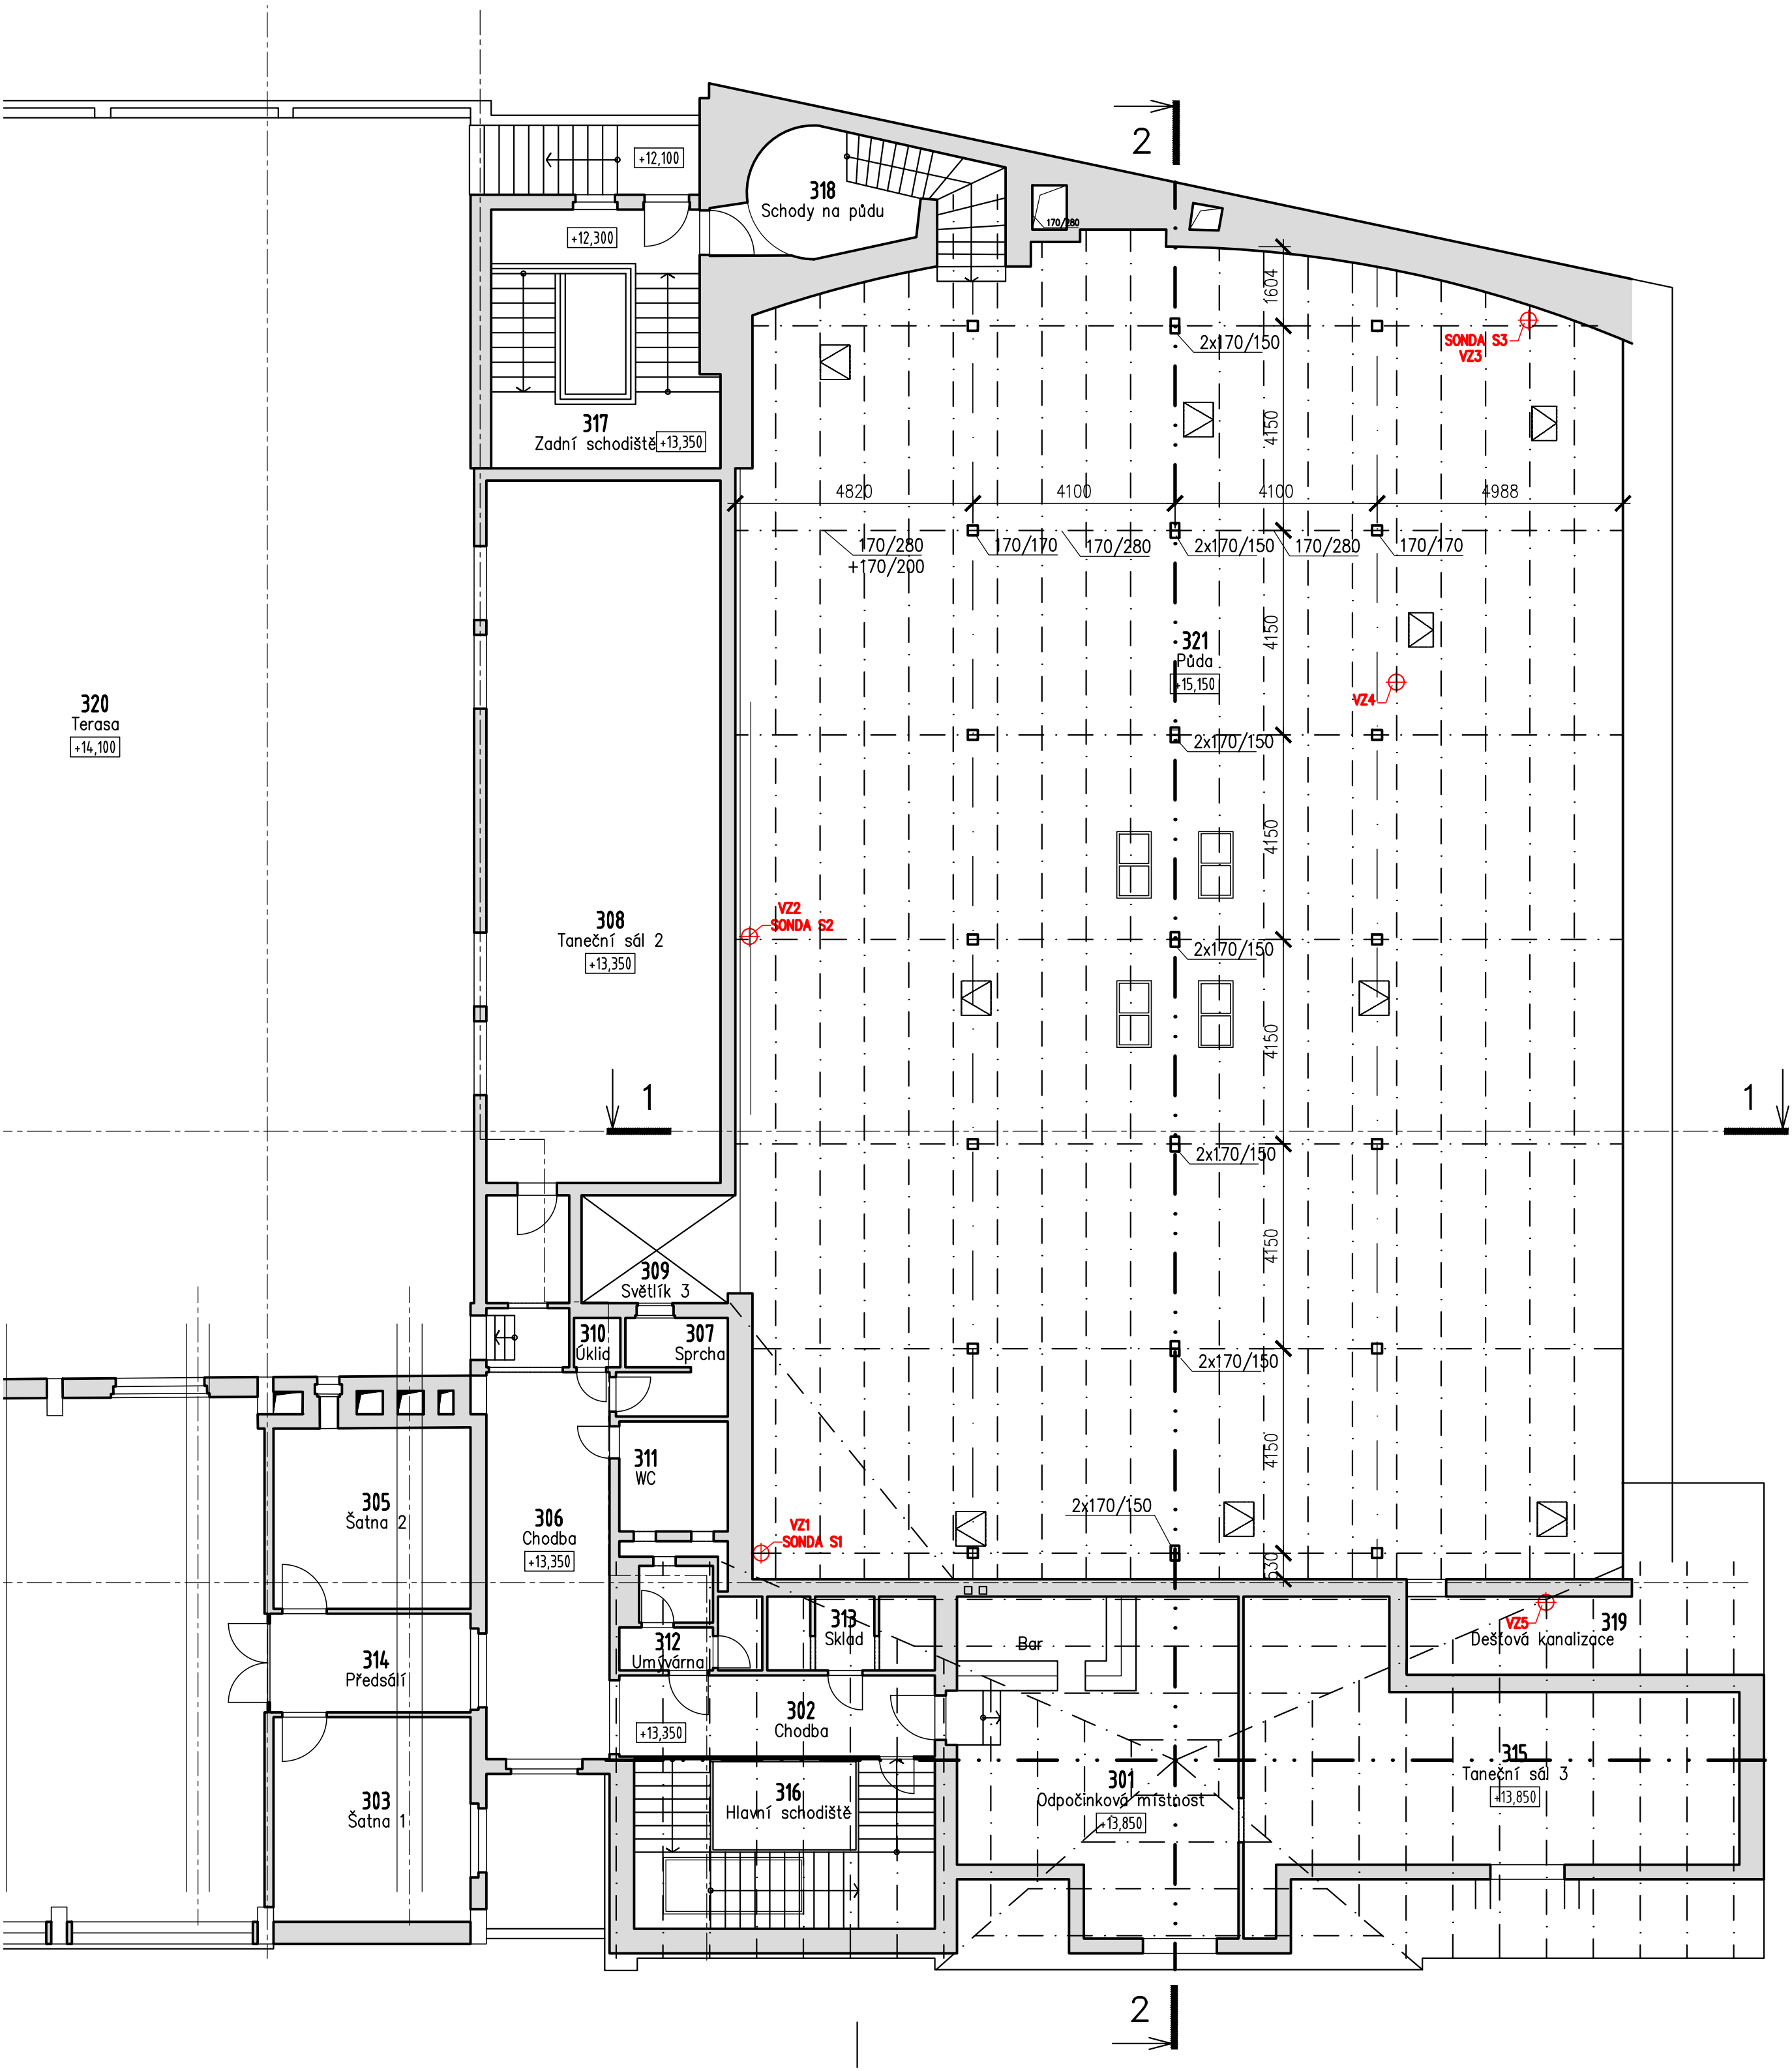 2
+12,100
318
Schody na půdu
170/280
+12,300
1604
2x170/150
SONDA S3
VZ3
317
Zadní schodiště
+13,350
4150
4820
4100
4100
4988
170/280
+170/200
170/170
170/280
2x170/150
170/280
170/170
4150
321
Půda
+15,150
VZ4
320
Terasa
+14,100
2x170/150
4150
VZ2
SONDA S2
308
Taneční sál 2
+13,350
2x170/150
4150
1
1
2x170/150
4150
309
Světlík 3
310
Úklid
307
Sprcha
2x170/150
4150
311
WC
305
Šatna 2
306
Chodba
+13,350
2x170/150
VZ1
SONDA S1
530
313
Sklad
Bar
VZ5
319
Dešťová kanalizace
312
Umývárna
314
Předsálí
302
Chodba
+13,350
316
Hlavní schodiště
303
Šatna 1
301
Odpočinková místnost
+13,850
315
Taneční sál 3
+13,850
2